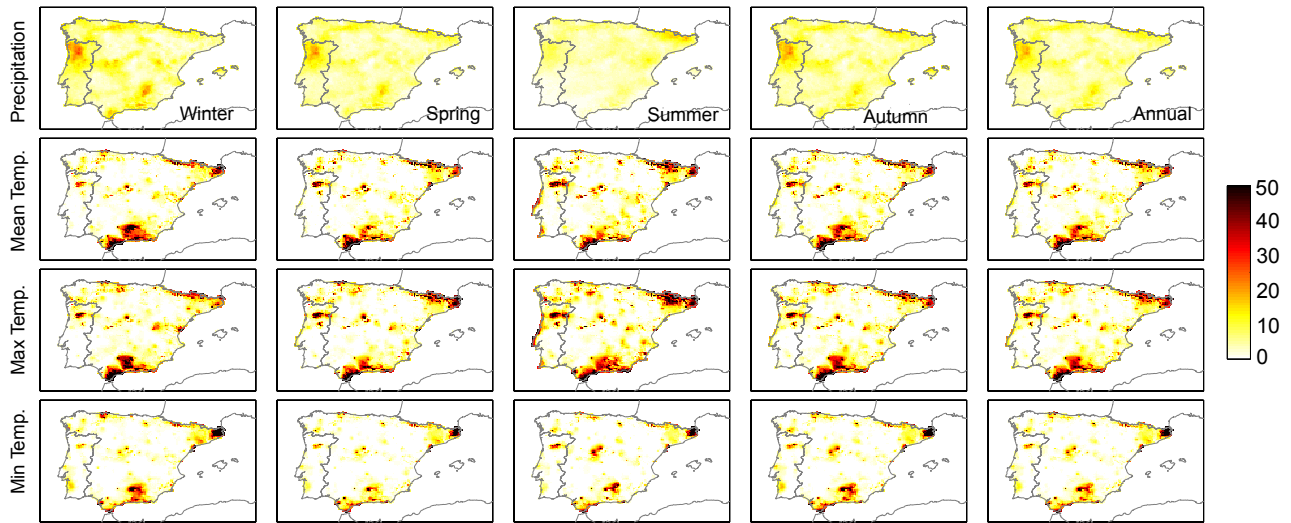 Precipitation
Winter
Spring
Summer
Autumn
Annual
Mean Temp.
Max Temp.
Min Temp.
50
40
30
20
10
0